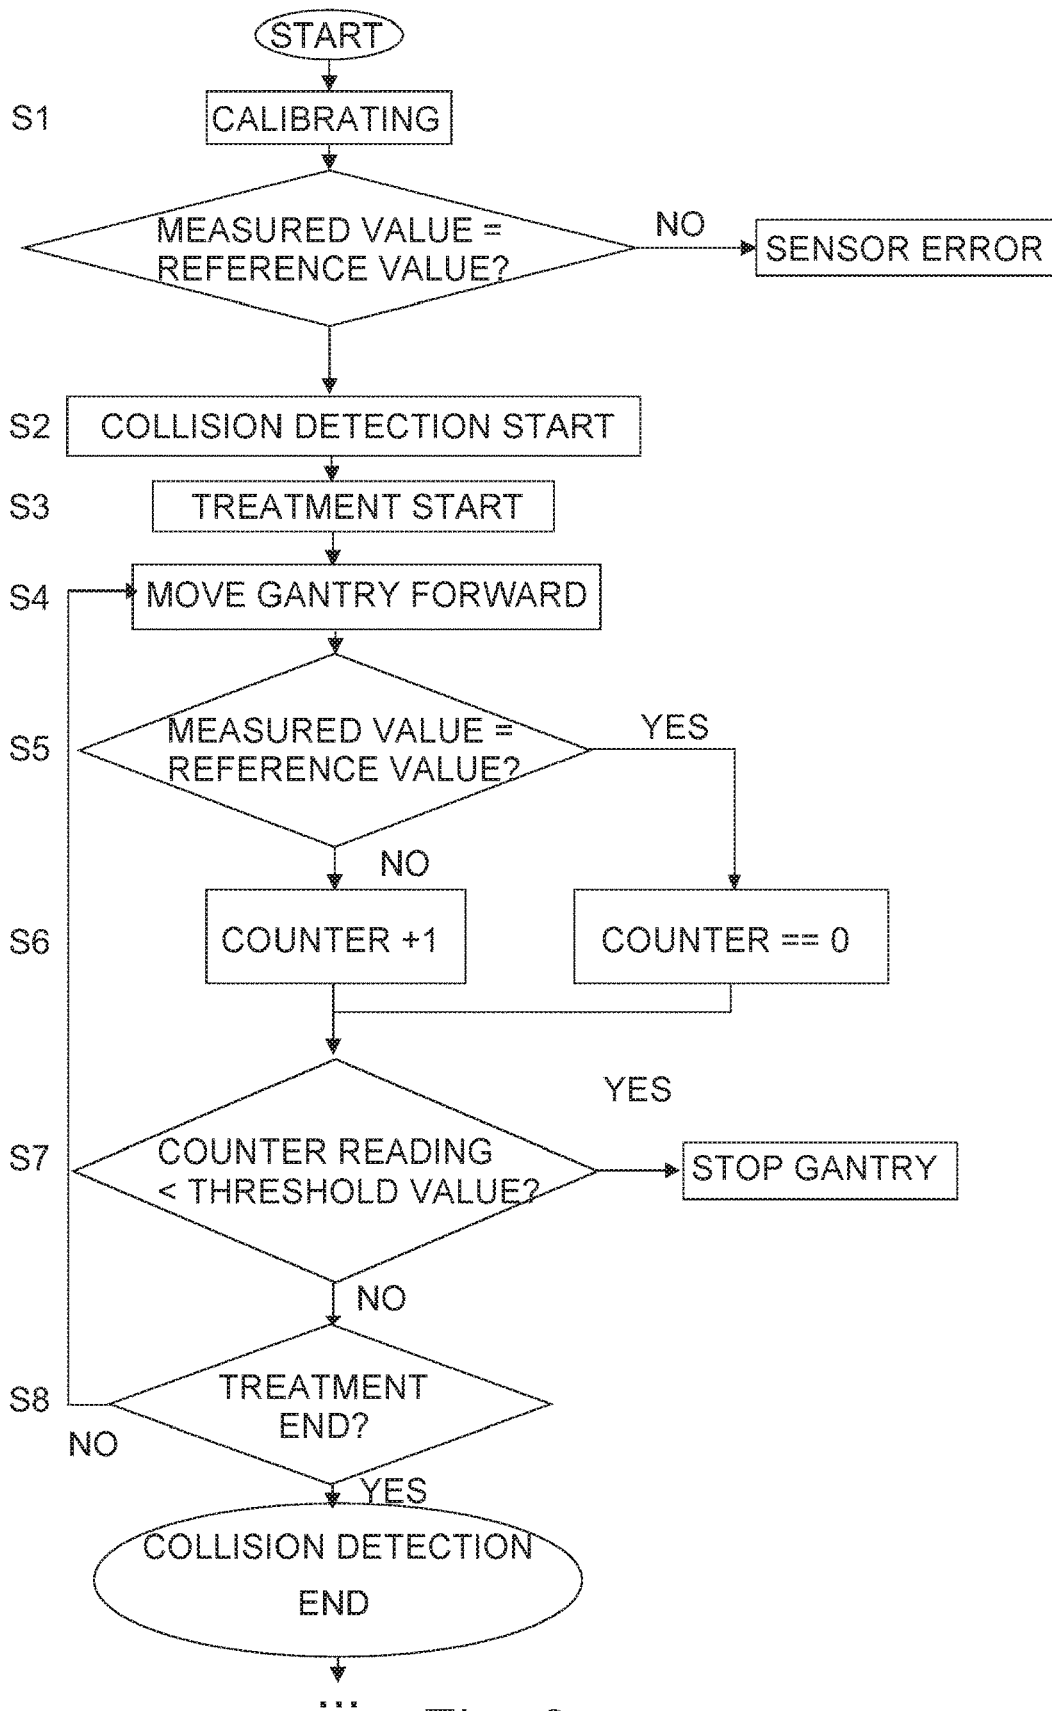 START
S1
CALIBRATING
MEASURED VALUE =
REFERENCE VALUE?
NO
SENSOR ERROR
S2
COLLISION DETECTION START
S3
TREATMENT START
S4
MOVE GANTRY FORWARD
S5
MEASURED VALUE =
REFERENCE VALUE?
YES
NO
S6
COUNTER +1
COUNTER == 0
S7
COUNTER READING
< THRESHOLD VALUE?
YES
STOP GANTRY
NO
S8
TREATMENT
END?
NO
YES
COLLISION DETECTION
END
...